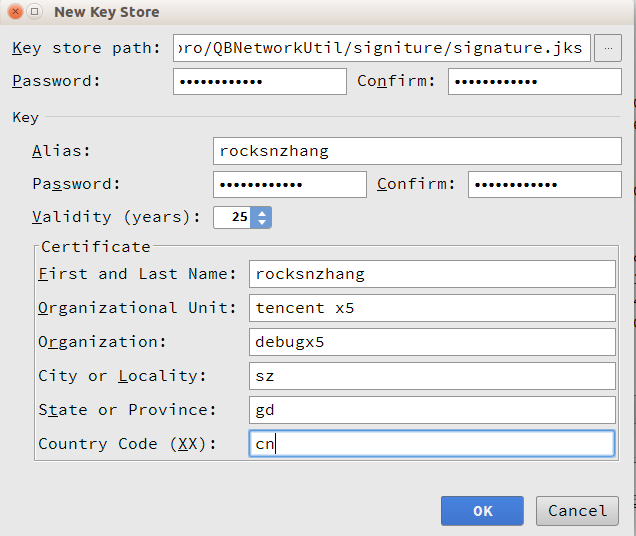 New Key Store
Key store path: pro/QBNetworkUtil/signiture/signature.jks ...
Password: •••••••••••• Confirm: ••••••••••••
Key
Alias: rocksnzhang
Password: •••••••••••• Confirm: ••••••••••••
Validity (years): 25
Certificate
First and Last Name: rocksnzhang
Organizational Unit: tencent x5
Organization: debugx5
City or Locality: sz
State or Province: gd
Country Code (XX): cn
OK Cancel